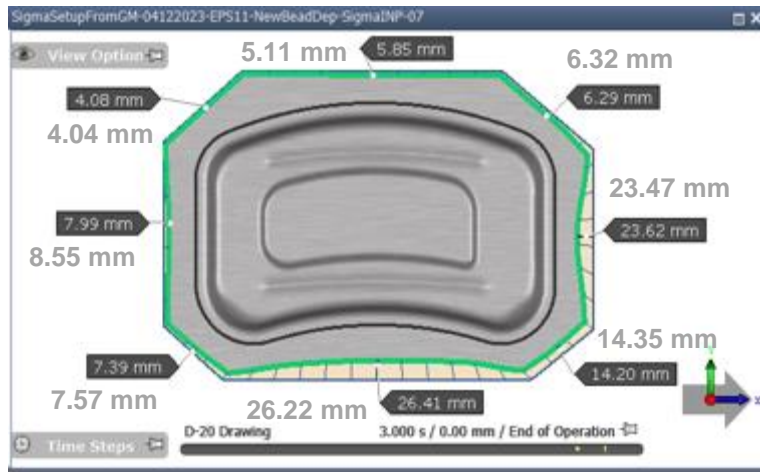 SigmaSetupFromGM-04122023-EPS11-NewBeadDep-SigmaINP-07
View Option
5.11 mm
5.85 mm
6.32 mm
4.08 mm
6.29 mm
4.04 mm
23.47 mm
7.99 mm
23.62 mm
8.55 mm
14.35 mm
7.39 mm
14.20 mm
7.57 mm
26.22 mm
26.41 mm
D-20 Drawing
3.000 s / 0.00 mm / End of Operation
Time Steps
x